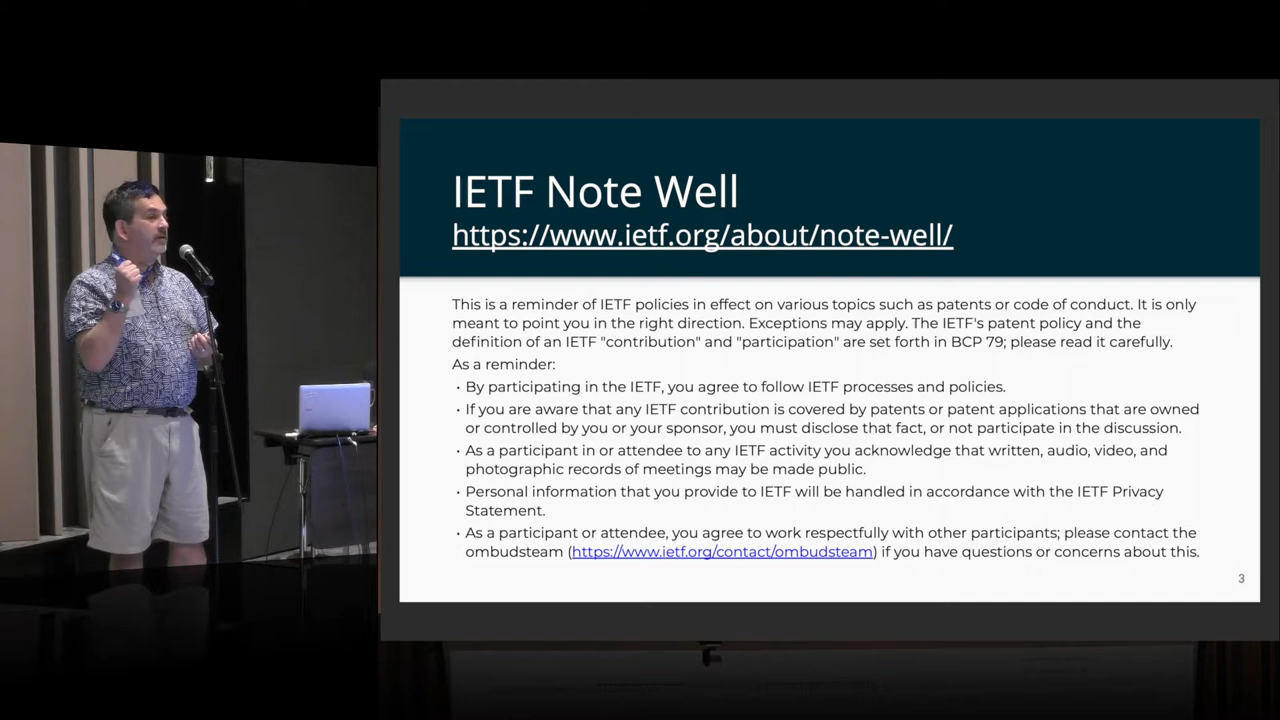 IETF Note Well
https://www.ietf.org/about/note-well/
This is a reminder of IETF policies in effect on various topics such as patents or code of conduct. It is only
meant to point you in the right direction. Exceptions may apply. The IETF's patent policy and the
definition of an IETF "contribution" and "participation" are set forth in BCP 79; please read it carefully.
As a reminder:
· By participating in the IETF, you agree to follow IETF processes and policies.
· If you are aware that any IETF contribution is covered by patents or patent applications that are owned
or controlled by you or your sponsor, you must disclose that fact, or not participate in the discussion.
· As a participant in or attendee to any IETF activity you acknowledge that written, audio, video, and
photographic records of meetings may be made public.
· Personal information that you provide to IETF will be handled in accordance with the IETF Privacy
Statement.
· As a participant or attendee, you agree to work respectfully with other participants; please contact the
ombudsteam (https://www.ietf.org/contact/ombudsteam) if you have questions or concerns about this.
3